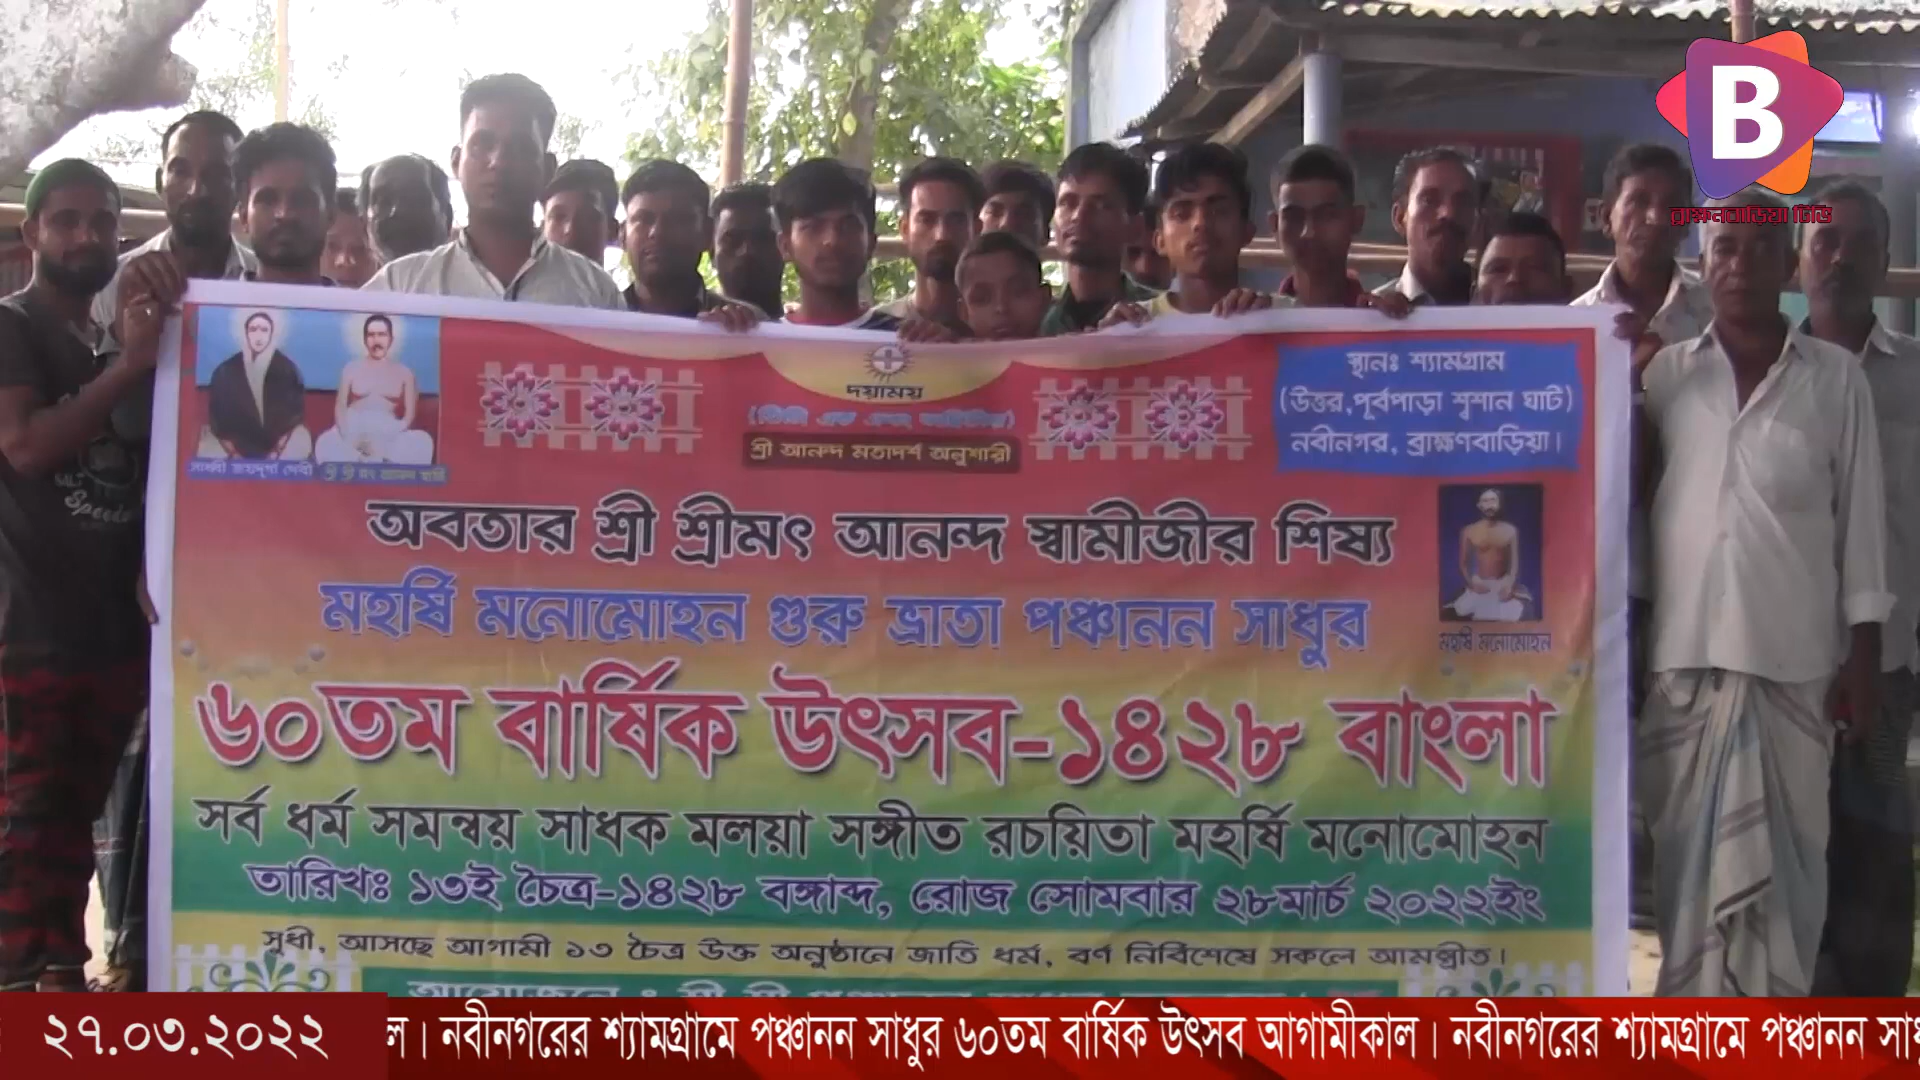 B
ব্রাহ্মনবাড়িয়া টিভি
দয়াময়
শ্রী আনন্দ মতাদর্শ অনুশারী
স্থানঃ শ্যামগ্রাম
(উত্তর,পূর্বপাড়া শ্মশান ঘাট)
নবীনগর, ব্রাহ্মণবাড়িয়া।
অবতার শ্রী শ্রীমৎ আনন্দ স্বামীজীর শিষ্য
মহর্ষি মনোমোহন গুরু ভ্রাতা পঞ্চানন সাধুর
মহর্ষি মনোমোহন
৬০তম বার্ষিক উৎসব-১৪২৮ বাংলা
সর্ব ধর্ম সমন্বয় সাধক মলয়া সঙ্গীত রচয়িতা মহর্ষি মনোমোহন
তারিখঃ ১৩ই চৈত্র-১৪২৮ বঙ্গাব্দ, রোজ সোমবার ২৮মার্চ ২০২২ইং
সুধী, আসছে আগামী ১৩ চৈত্র উক্ত অনুষ্ঠানে জাতি ধর্ম, বর্ণ নির্বিশেষে সকলে আমন্ত্রীত।
২৭.০৩.২০২২
ল। নবীনগরের শ্যামগ্রামে পঞ্চানন সাধুর ৬০তম বার্ষিক উৎসব আগামীকাল। নবীনগরের শ্যামগ্রামে পঞ্চানন সাধু